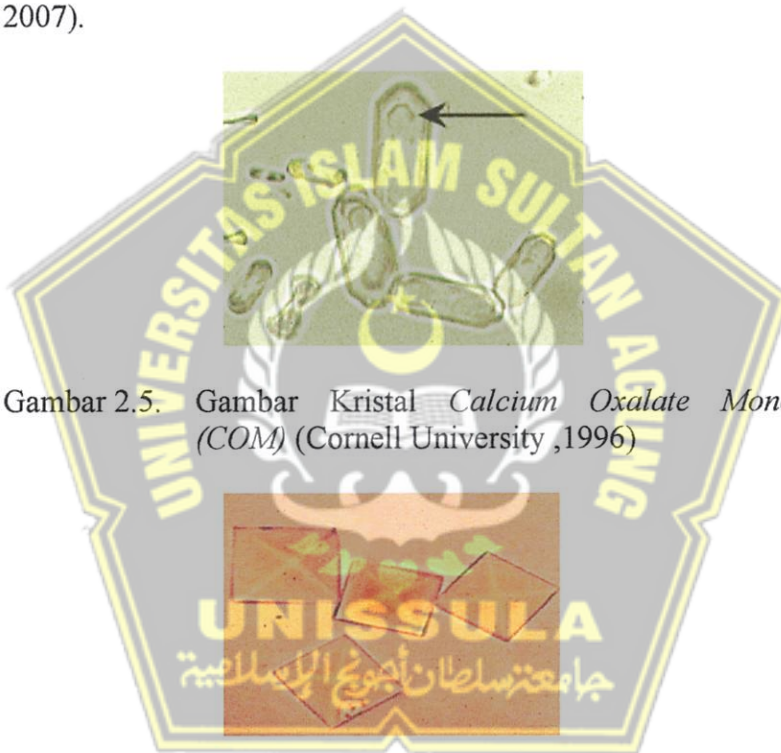 2007).
UNIVERSITAS ISLAM SULTAN AGUNG
Gambar 2.5. Gambar Kristal Calcium Oxalate Mon
(COM) (Cornell University ,1996)
UNISSULA
جامعة سلطان أجونج الإسلامية